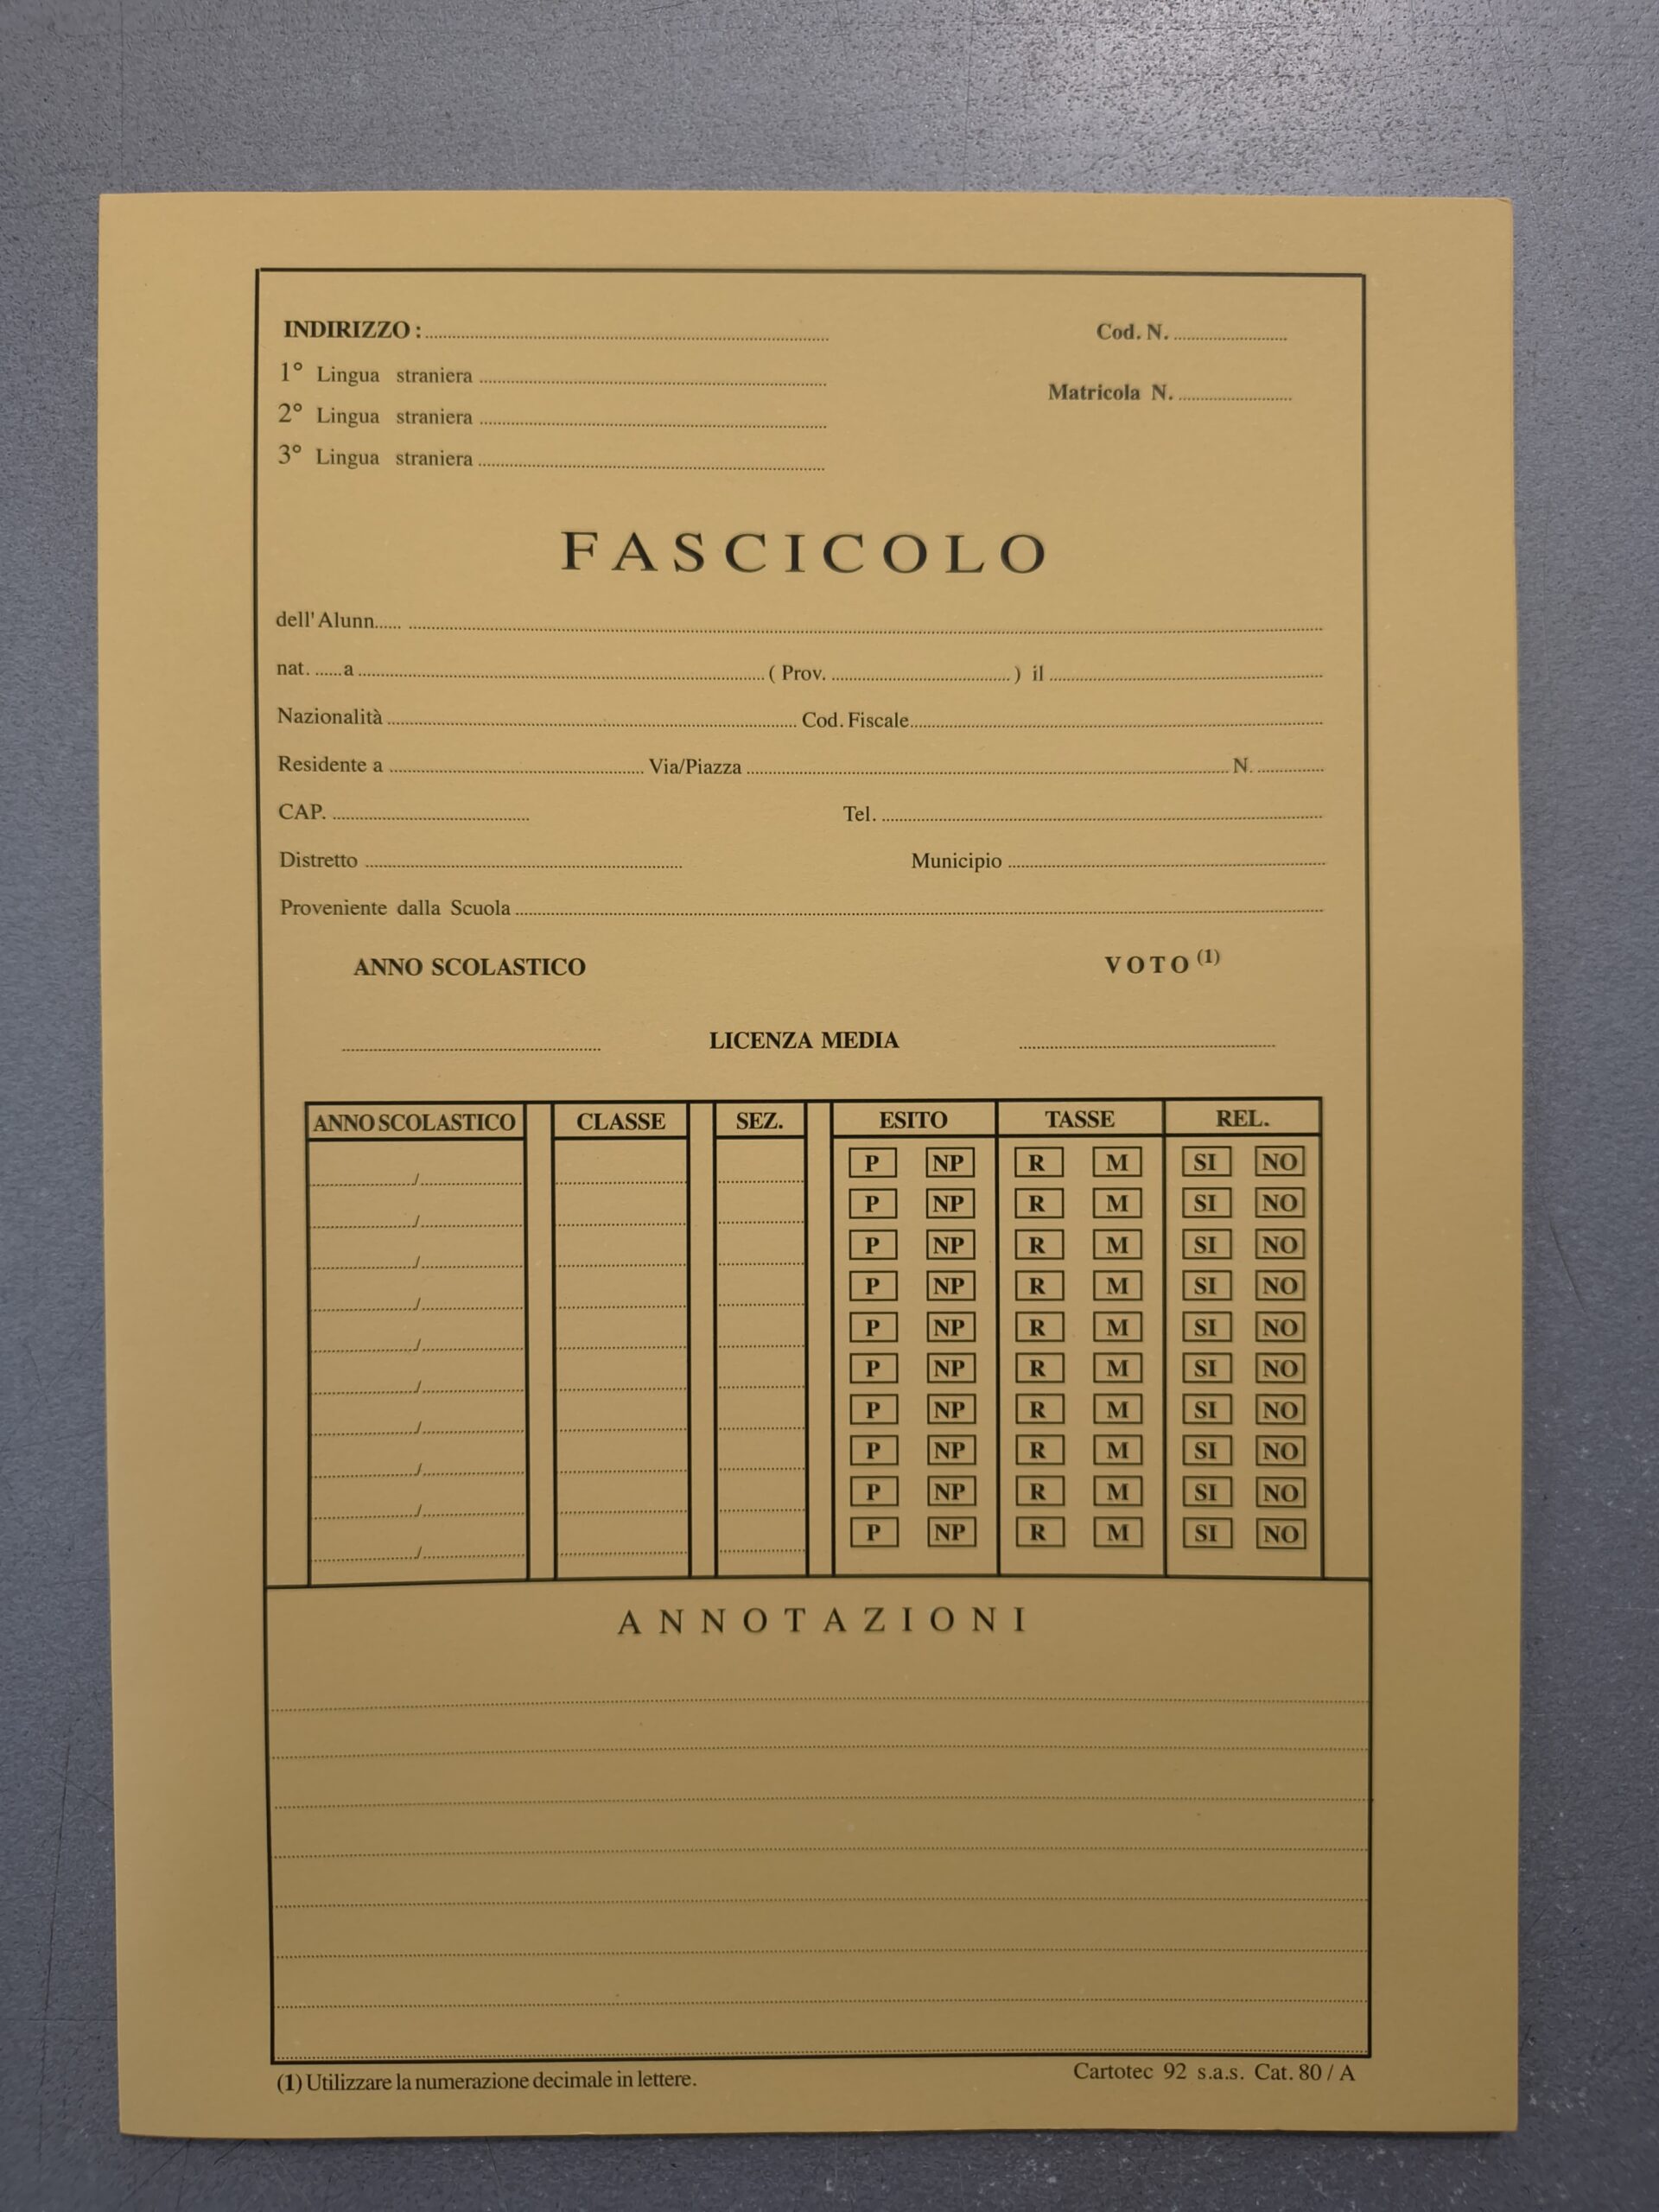 INDIRIZZO : Cod. N.
1° Lingua straniera
Matricola N.
2° Lingua straniera
3° Lingua straniera
FASCICOLO
dell' Alunn.....
nat. ...... a ( Prov. ) il
Nazionalità Cod. Fiscale
Residente a Via/Piazza N.
CAP. Tel.
Distretto Municipio
Proveniente dalla Scuola
ANNO SCOLASTICO VOTO (1)
LICENZA MEDIA
ANNO SCOLASTICO CLASSE SEZ. ESITO TASSE REL.
/ P NP R M SI NO
/ P NP R M SI NO
/ P NP R M SI NO
/ P NP R M SI NO
/ P NP R M SI NO
/ P NP R M SI NO
/ P NP R M SI NO
/ P NP R M SI NO
/ P NP R M SI NO
/ P NP R M SI NO
ANNOTAZIONI
(1) Utilizzare la numerazione decimale in lettere. Cartotec 92 s.a.s. Cat. 80 / A